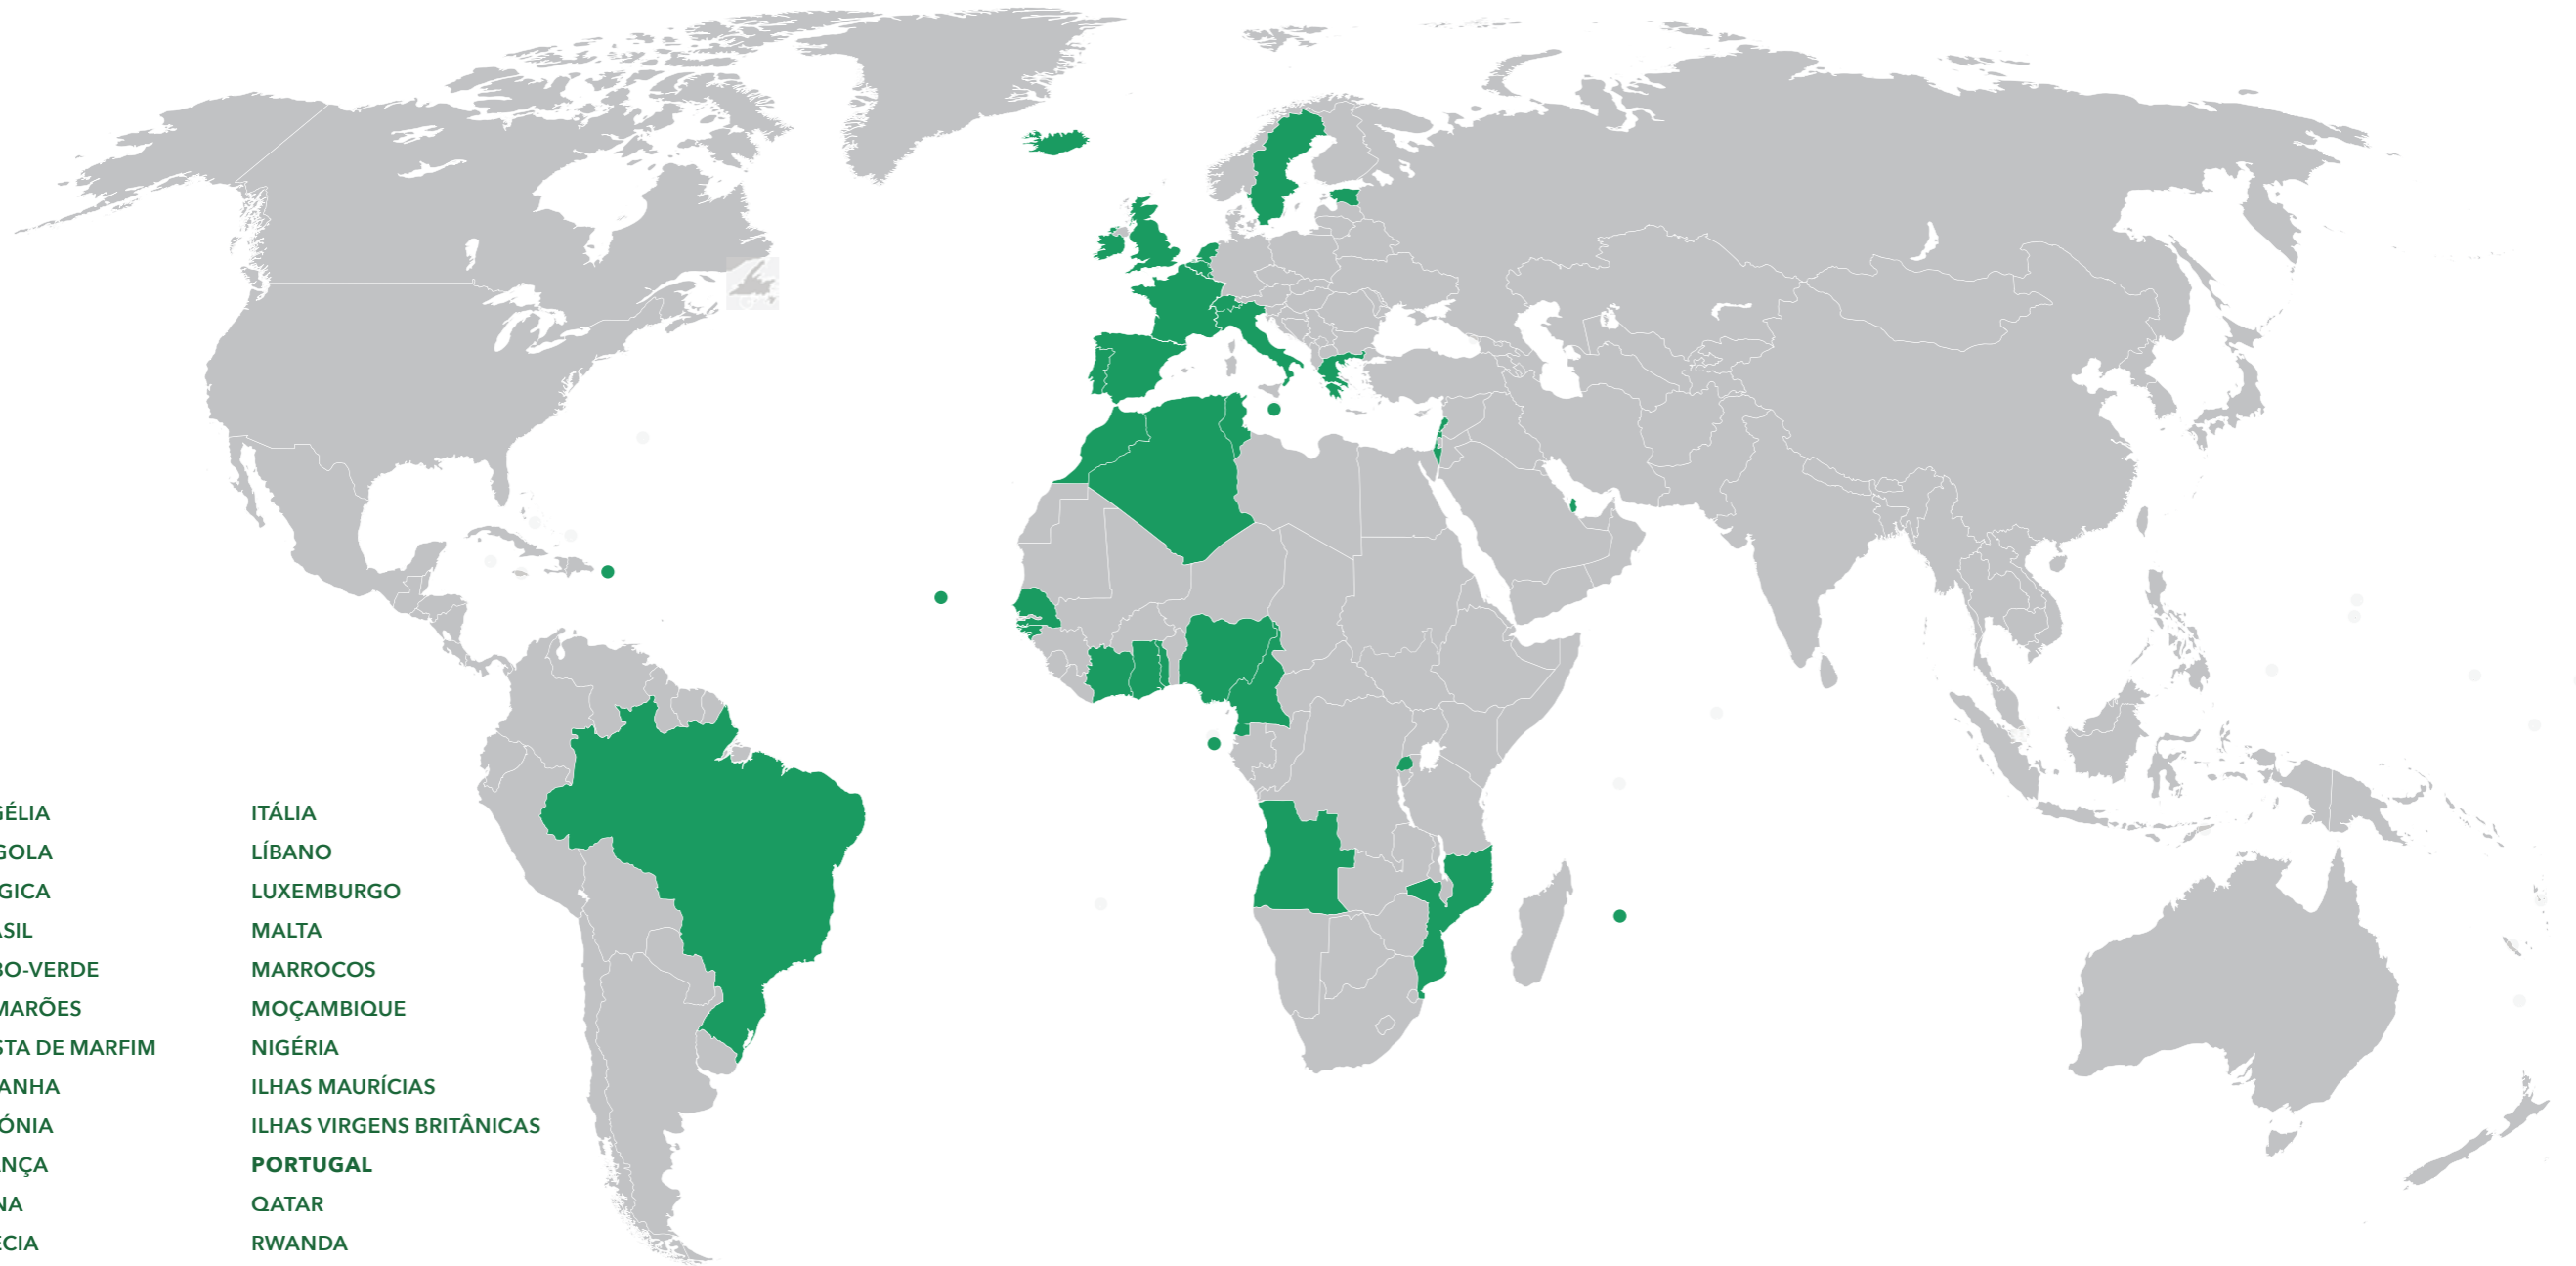 GÉLIA
GOLA
GICA
ASIL
BO-VERDE
MARÕES
STA DE MARFIM
ANHA
ÓNIA
NÇA
NA
ÉCIA
ITÁLIA
LÍBANO
LUXEMBURGO
MALTA
MARROCOS
MOÇAMBIQUE
NIGÉRIA
ILHAS MAURÍCIAS
ILHAS VIRGENS BRITÂNICAS
PORTUGAL
QATAR
RWANDA